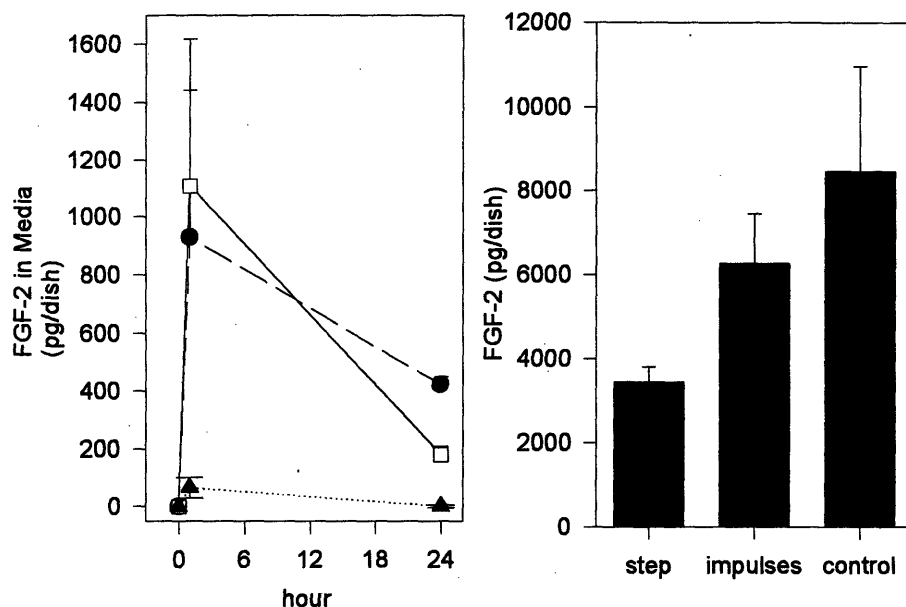 FGF-2 in Media
(pg/dish)
1600
1400
1200
1000
800
600
400
200
0
0 6 12 18 24
hour
FGF-2 (pg/dish)
12000
10000
8000
6000
4000
2000
0
step impulses control